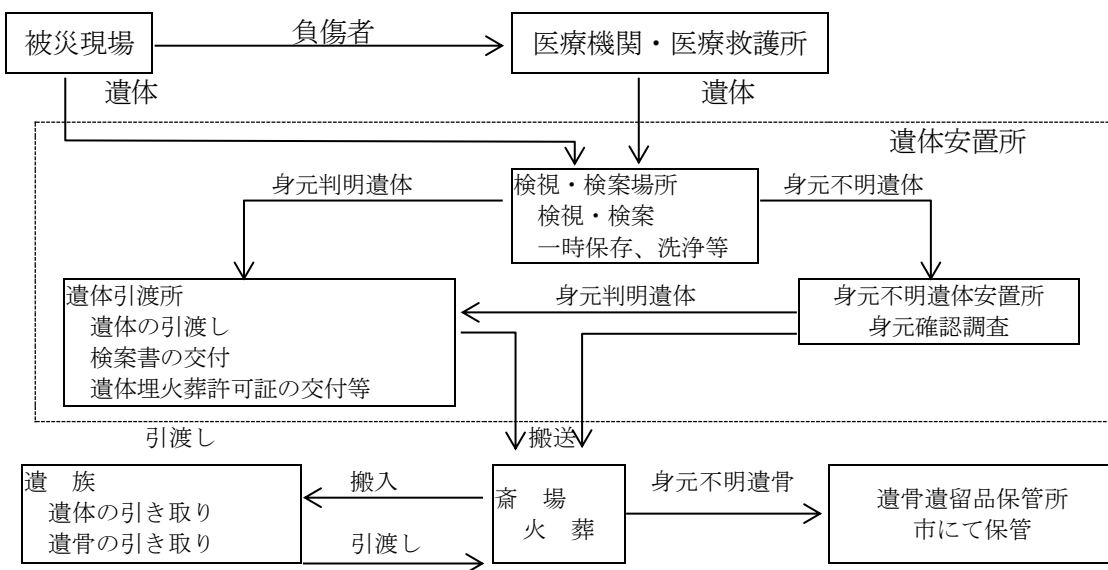 被災現場
負傷者
医療機関・医療救護所
遺体
遺体
遺体安置所
身元判明遺体
検視・検案場所
検視・検案
一時保存、洗浄等
身元不明遺体
遺体引渡所
遺体の引渡し
検案書の交付
遺体埋火葬許可証の交付等
身元判明遺体
身元不明遺体安置所
身元確認調査
引渡し
搬送
遺　族
遺体の引き取り
遺骨の引き取り
搬入
引渡し
斎　場
火　葬
身元不明遺骨
遺骨遺留品保管所
市にて保管